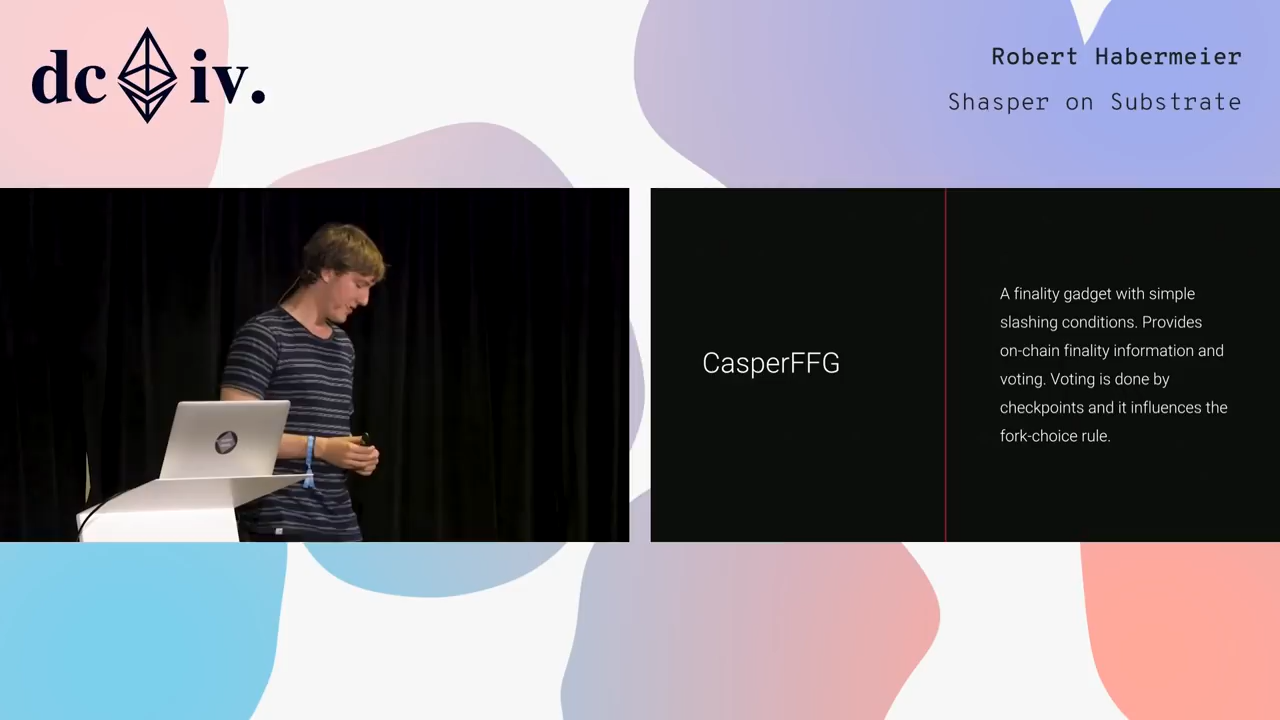 dc iv.
Robert Habermeier
Shasper on Substrate
CasperFFG
A finality gadget with simple
slashing conditions. Provides
on-chain finality information and
voting. Voting is done by
checkpoints and it influences the
fork-choice rule.